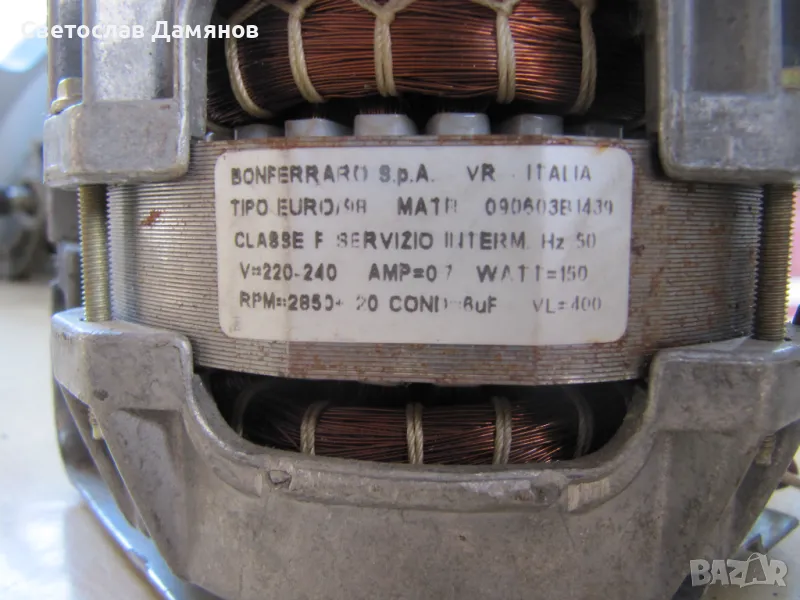 Светослав Дамянов
BONFERRARO S.p.A. VR - ITALIA
TIPO EURO/98 MATR 090603B1439
CLASSE F SERVIZIO INTERM. Hz 50
V=220-240 AMP=0.7 WATT=150
RPM=2850+ 20 COND=6uF VL=400
BAZAR.bg